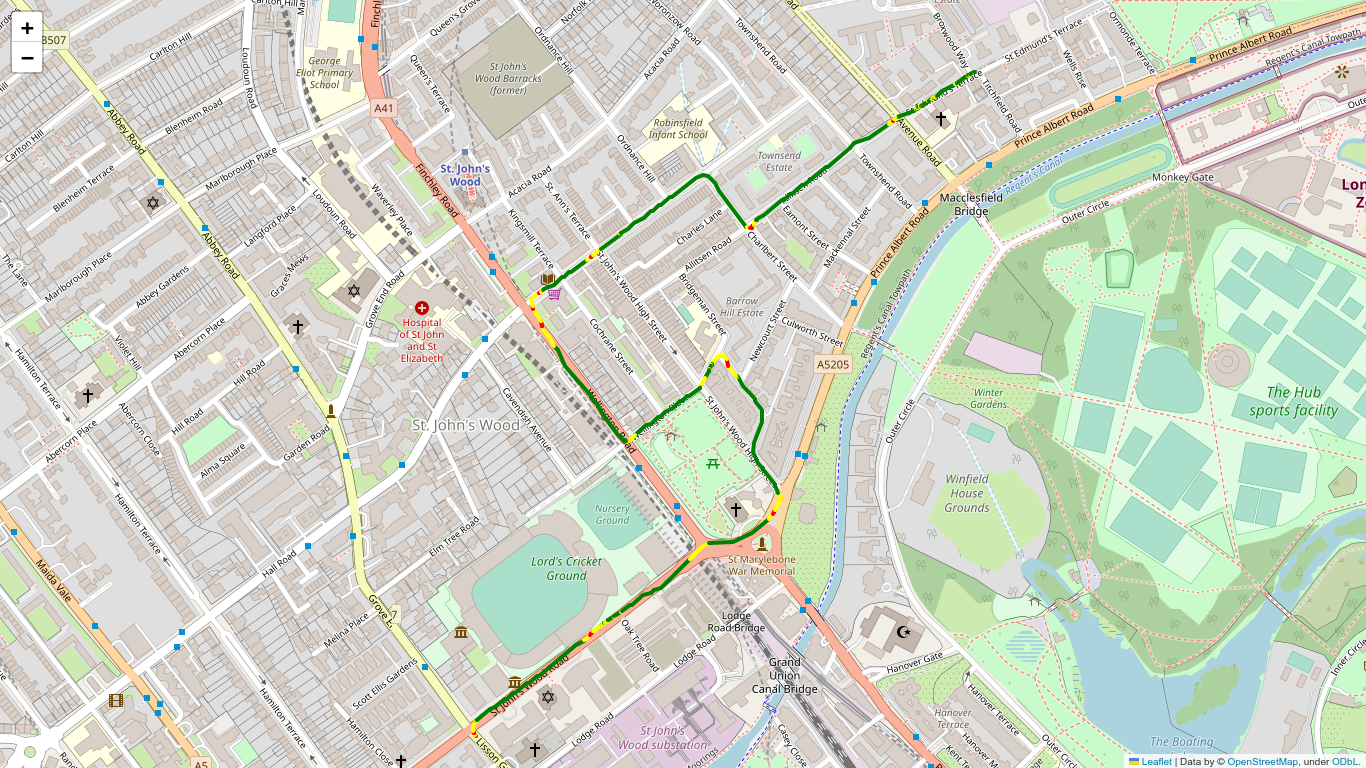 +
−
B507
Carlton Hill
Carlton Hill
Loudoun Road
George
Eliot Primary
School
Queen's Grove
Queen's Terrace
St John's
Wood Barracks
(former)
Norfolk
Ordnance Hill
Woronzow Road
Acacia Road
Townshend Road
Broxwood Way
St Edmund's Terrace
Wells Rise
Ormonde Terrace
Prince Albert Road
Regent's Canal Towpath
Abbey Road
Blenheim Road
A41
Robinsfield
Infant School
Avenue Road
Titchfield Road
Prince Albert Road
Carlton Hill
Marlborough Place
St. John's
Wood
Finchley Road
Ordnance Hill
Townsend
Estate
Townshend Road
Regent's Canal
Monkey Gate
Blenheim Terrace
Loudoun Road
Waverley Place
Acacia Road
St. Ann's Terrace
Allitsen Road
Macclesfield
Bridge
Outer Circle
Langford Place
Kingsmill Terrace
Charles Lane
Eamont Street
Mackennal Street
Prince Albert Road
Abbey Road
The Lane
Marlborough Place
Grace Mews
Abbey Gardens
St. John's Wood High Street
Allitsen Road
Charlbert Street
Regent's Canal Towpath
Grove End Road
Hospital
of St John
and St
Elizabeth
Bridgeman Street
Barrow
Hill Estate
Newcourt Street
Culworth Street
Violet Hill
Abercorn Place
Hamilton Terrace
Hill Road
Cochrane Street
A5205
Winter
Gardens
The Hub
sports facility
Abercorn Close
Hill Road
Cavendish Avenue
Wellington Road
St John's Wood High Street
Outer Circle
Abercorn Place
Alma Square
Garden Road
St. John's Wood
Winfield
House
Grounds
Hamilton Terrace
Nursery
Ground
Elm Tree Road
Hall Road
Lord's Cricket
Ground
St Marylebone
War Memorial
Maida Vale
Melina Place
Oak Tree Road
Lodge
Road Bridge
Lodge Road
Grand
Union
Canal Bridge
Hanover Gate
Inner Circle
Scott Ellis Gardens
St. John's Wood Road
Hamilton Terrace
Hanover Terrace
Hanover
Terrace
Hamilton Close
Lodge Road
St John's
Wood substation
Casey Close
Outer Circle
The Boating
A5
Leaflet | Data by © OpenStreetMap, under ODbL.